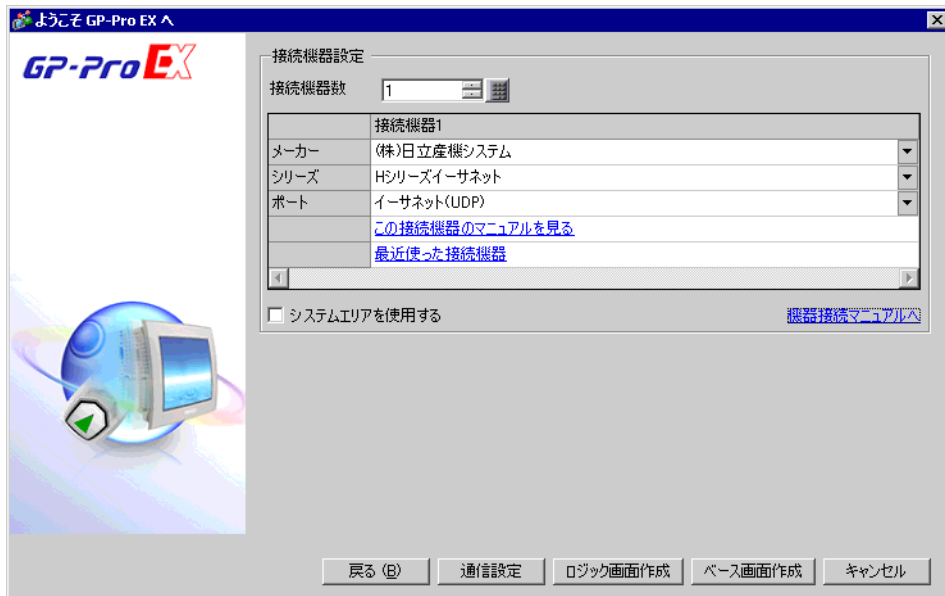 ようこそ GP-Pro EX へ
GP-Pro EX
接続機器設定
接続機器数 1
接続機器1
メーカー (株)日立産機システム
シリーズ Hシリーズイーサネット
ポート イーサネット(UDP)
この接続機器のマニュアルを見る
最近使った接続機器
システムエリアを使用する 機器接続マニュアルへ
戻る (B) 通信設定 ロジック画面作成 ベース画面作成 キャンセル